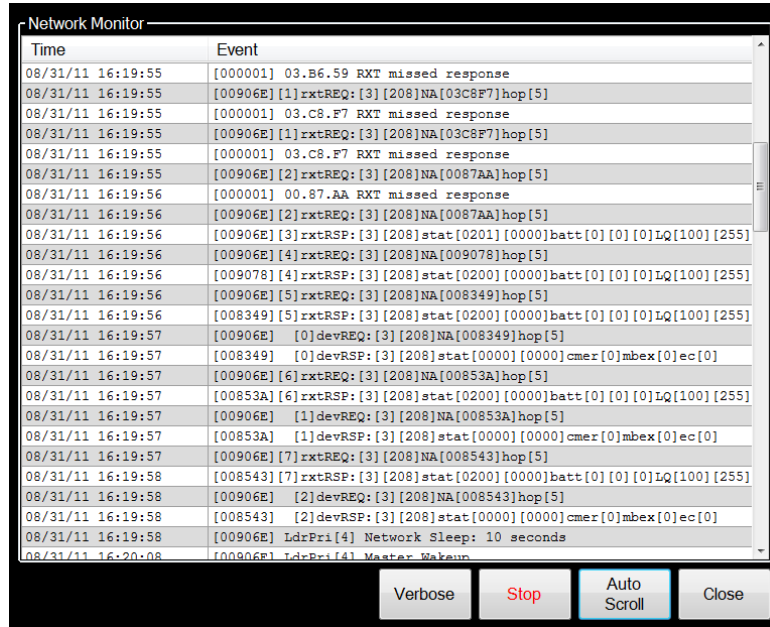 Network Monitor
Time Event
08/31/11 16:19:55 [000001] 03.B6.59 RXT missed response
08/31/11 16:19:55 [00906E][1]rxtREQ:[3][208]NA[03C8F7]hop[5]
08/31/11 16:19:55 [000001] 03.C8.F7 RXT missed response
08/31/11 16:19:55 [00906E][1]rxtREQ:[3][208]NA[03C8F7]hop[5]
08/31/11 16:19:55 [000001] 03.C8.F7 RXT missed response
08/31/11 16:19:55 [00906E][2]rxtREQ:[3][208]NA[0087AA]hop[5]
08/31/11 16:19:56 [000001] 00.87.AA RXT missed response
08/31/11 16:19:56 [00906E][2]rxtREQ:[3][208]NA[0087AA]hop[5]
08/31/11 16:19:56 [00906E][3]rxtRSP:[3][208]stat[0201][0000]batt[0][0][0]LQ[100][255]
08/31/11 16:19:56 [00906E][4]rxtREQ:[3][208]NA[009078]hop[5]
08/31/11 16:19:56 [009078][4]rxtRSP:[3][208]stat[0200][0000]batt[0][0][0]LQ[100][255]
08/31/11 16:19:56 [00906E][5]rxtREQ:[3][208]NA[008349]hop[5]
08/31/11 16:19:56 [008349][5]rxtRSP:[3][208]stat[0200][0000]batt[0][0][0]LQ[100][255]
08/31/11 16:19:57 [00906E] [0]devREQ:[3][208]NA[008349]hop[5]
08/31/11 16:19:57 [008349] [0]devRSP:[3][208]stat[0000][0000]cmer[0]mbex[0]ec[0]
08/31/11 16:19:57 [00906E][6]rxtREQ:[3][208]NA[00853A]hop[5]
08/31/11 16:19:57 [00853A][6]rxtRSP:[3][208]stat[0200][0000]batt[0][0][0]LQ[100][255]
08/31/11 16:19:57 [00906E] [1]devREQ:[3][208]NA[00853A]hop[5]
08/31/11 16:19:57 [00853A] [1]devRSP:[3][208]stat[0000][0000]cmer[0]mbex[0]ec[0]
08/31/11 16:19:57 [00906E][7]rxtREQ:[3][208]NA[008543]hop[5]
08/31/11 16:19:58 [008543][7]rxtRSP:[3][208]stat[0200][0000]batt[0][0][0]LQ[100][255]
08/31/11 16:19:58 [00906E] [2]devREQ:[3][208]NA[008543]hop[5]
08/31/11 16:19:58 [008543] [2]devRSP:[3][208]stat[0000][0000]cmer[0]mbex[0]ec[0]
08/31/11 16:19:58 [00906E] LdrPri[4] Network Sleep: 10 seconds
08/31/11 16:20:08 [00906E] LdrPri[4] Master Wakeup
Verbose Stop Auto Scroll Close